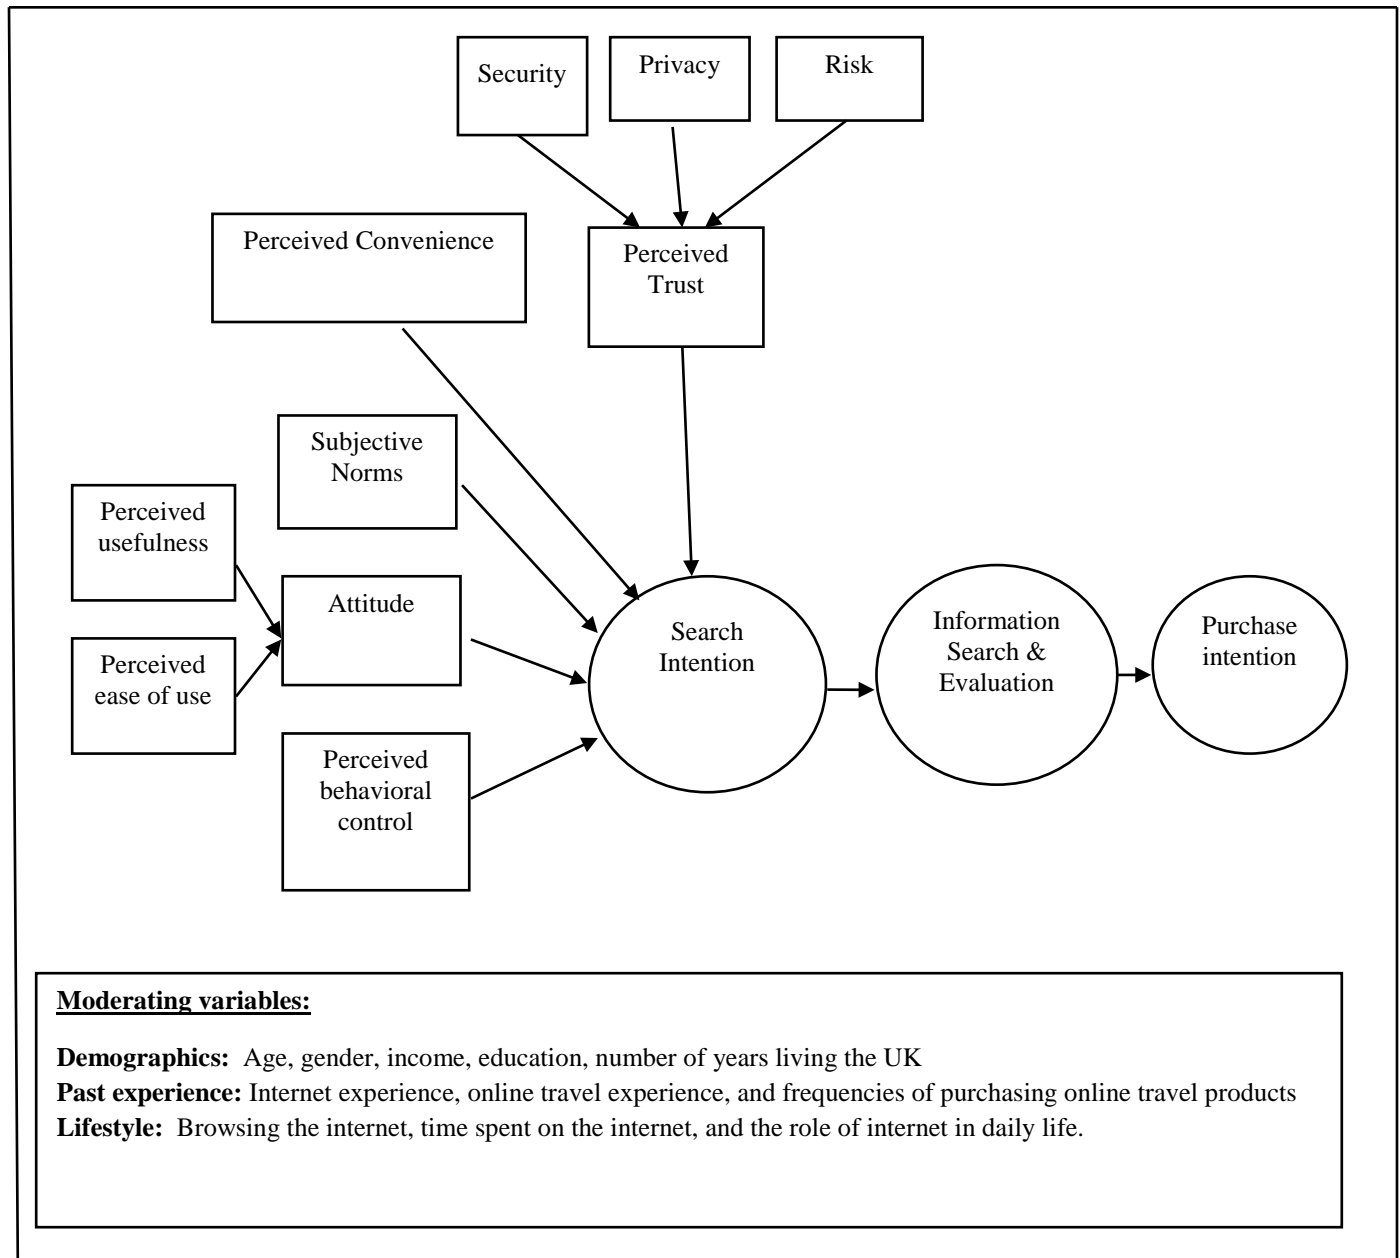 Security
Privacy
Risk
Perceived Convenience
Perceived
Trust
Subjective
Norms
Perceived
usefulness
Attitude
Perceived
ease of use
Perceived
behavioral
control
Search
Intention
Information
Search &
Evaluation
Purchase
intention
Moderating variables:
Demographics: Age, gender, income, education, number of years living the UK
Past experience: Internet experience, online travel experience, and frequencies of purchasing online travel products
Lifestyle: Browsing the internet, time spent on the internet, and the role of internet in daily life.